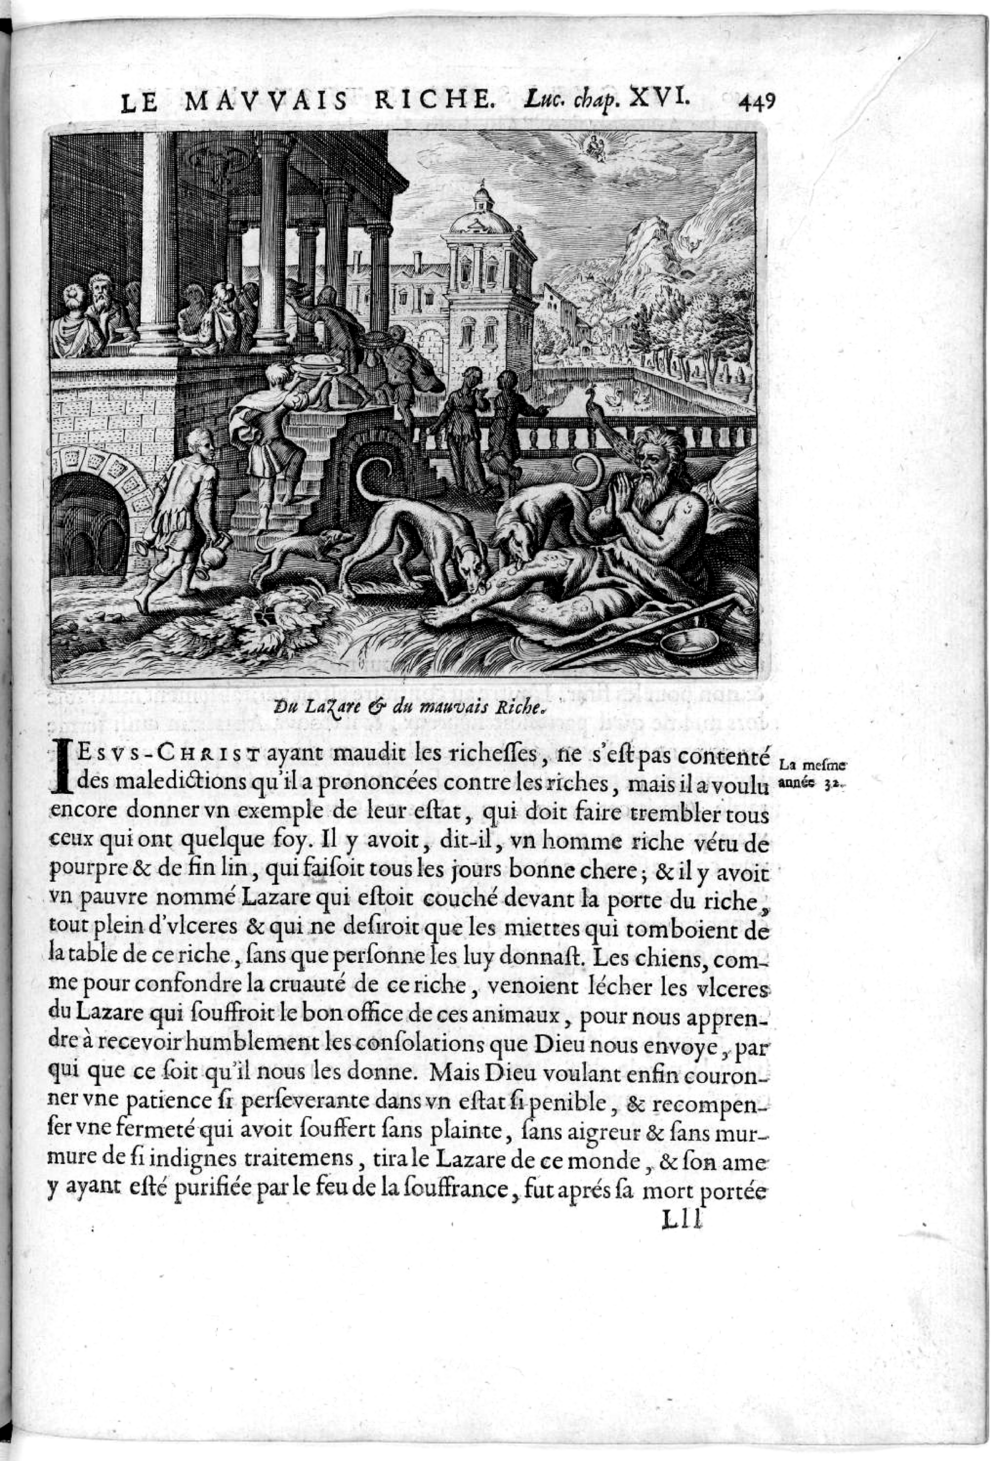 LE MAVVAIS RICHE. Luc. chap. XVI. 449
Du Lazare & du mauvais Riche.
IESVS-CHRIST ayant maudit les richesses, ne s'est pas contenté
des maledictions qu'il a prononcées contre les riches, mais il a voulu
encore donner vn exemple de leur estat, qui doit faire trembler tous
ceux qui ont quelque foy. Il y avoit, dit-il, vn homme riche vétu de
pourpre & de fin lin, qui faisoit tous les jours bonne chere; & il y avoit
vn pauvre nommé Lazare qui estoit couché devant la porte du riche,
tout plein d'vlceres & qui ne desiroit que les miettes qui tomboient de
la table de ce riche, sans que personne les luy donnast. Les chiens, com-
me pour confondre la cruauté de ce riche, venoient lécher les vlceres
du Lazare qui souffroit le bon office de ces animaux, pour nous appren-
dre à recevoir humblement les consolations que Dieu nous envoye, par
qui que ce soit qu'il nous les donne. Mais Dieu voulant enfin couron-
ner vne patience si perseverante dans vn estat si penible, & recompen-
ser vne fermeté qui avoit souffert sans plainte, sans aigreur & sans mur-
mure de si indignes traitemens, tira le Lazare de ce monde, & son ame
y ayant esté purifiée par le feu de la souffrance, fut aprés sa mort portée
Lll
La mesme
année 32.